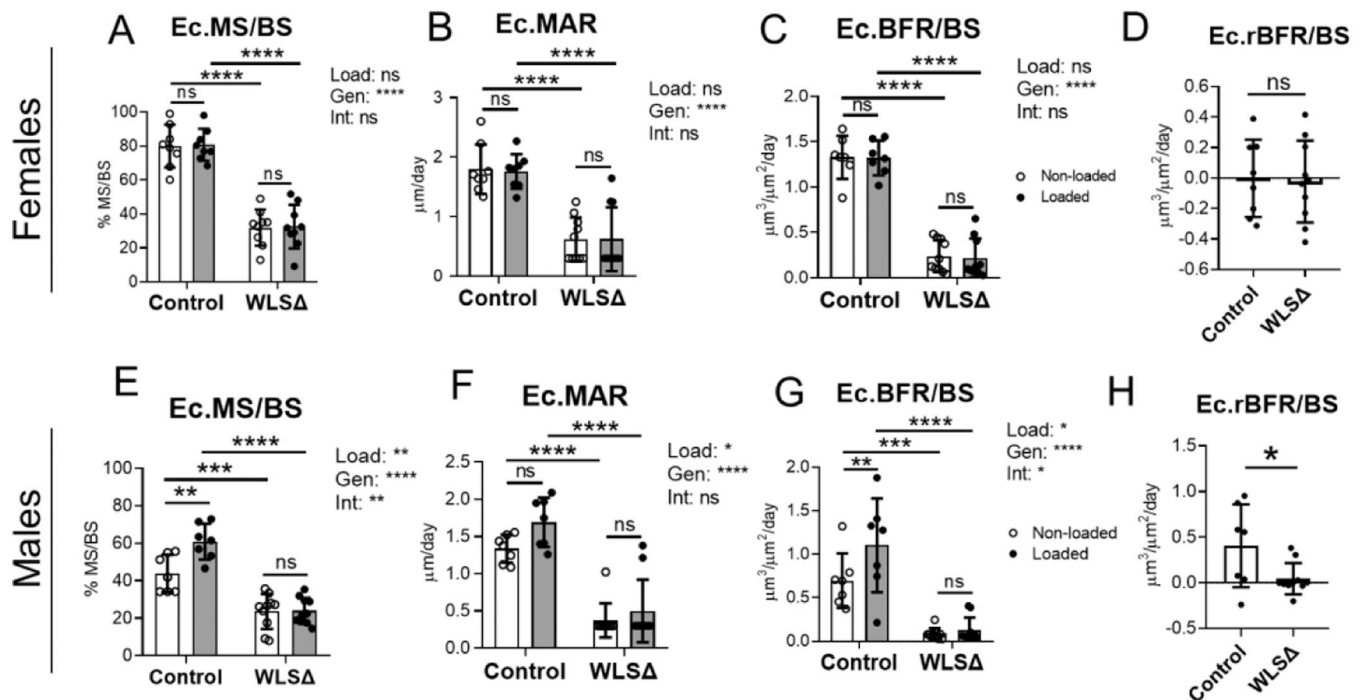 Females
A
Ec.MS/BS
****
****
ns
ns
Load: ns
Gen: ****
Int: ns
% MS/BS
100
80
60
40
20
0
Control
WLSΔ
B
Ec.MAR
****
****
ns
ns
Load: ns
Gen: ****
Int: ns
μm/day
3
2
1
0
Control
WLSΔ
C
Ec.BFR/BS
****
****
ns
ns
Load: ns
Gen: ****
Int: ns
Non-loaded
Loaded
μm³/μm²/day
2.0
1.5
1.0
0.5
0.0
Control
WLSΔ
D
Ec.rBFR/BS
ns
μm³/μm²/day
0.6
0.4
0.2
0.0
-0.2
-0.4
-0.6
Control
WLSΔ
Males
E
Ec.MS/BS
****
***
**
ns
Load: **
Gen: ****
Int: **
% MS/BS
100
80
60
40
20
0
Control
WLSΔ
F
Ec.MAR
****
****
ns
ns
Load: *
Gen: ****
Int: ns
μm/day
2.5
2.0
1.5
1.0
0.5
0.0
Control
WLSΔ
G
Ec.BFR/BS
****
***
**
ns
Load: *
Gen: ****
Int: *
Non-loaded
Loaded
μm³/μm²/day
2.0
1.5
1.0
0.5
0.0
Control
WLSΔ
H
Ec.rBFR/BS
*
μm³/μm²/day
1.5
1.0
0.5
0.0
-0.5
Control
WLSΔ